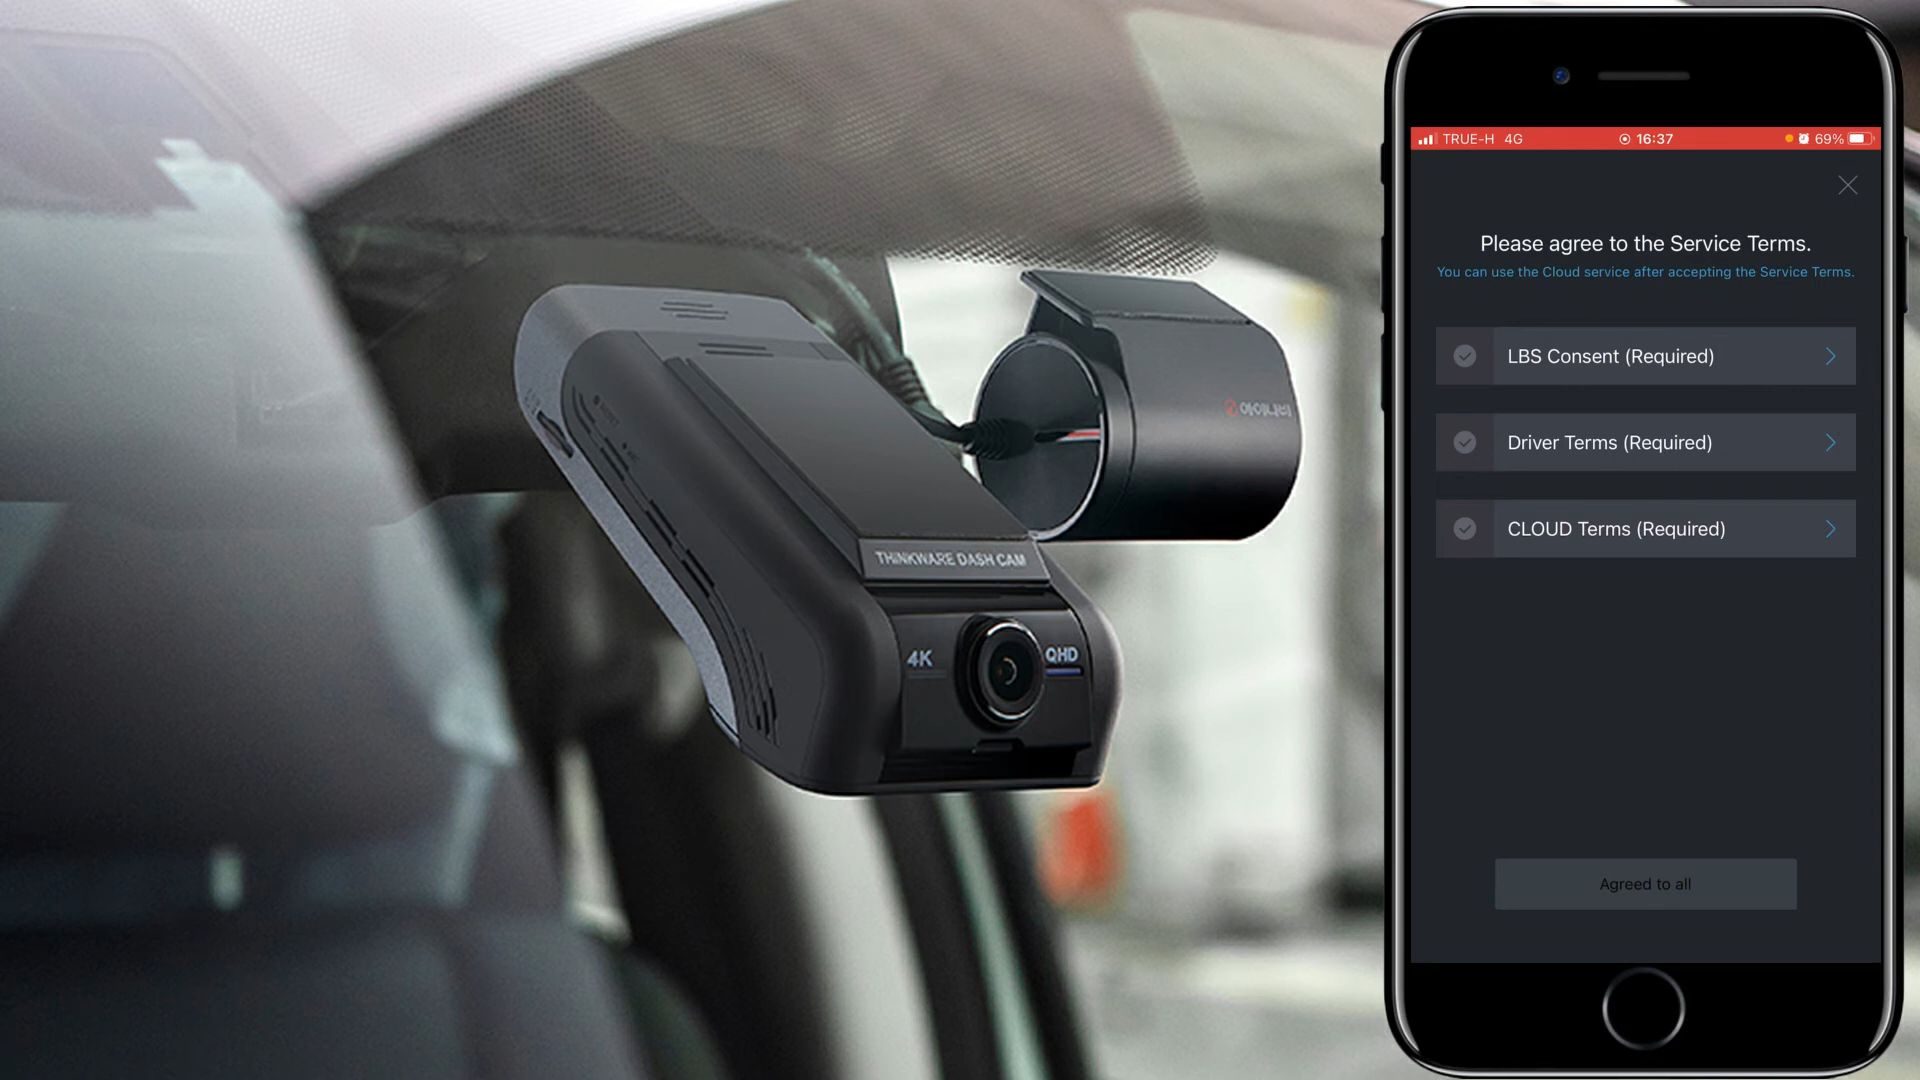 THINKWARE DASH CAM
4K
QHD
TRUE-H 4G
16:37
69%
Please agree to the Service Terms.
You can use the Cloud service after accepting the Service Terms.
LBS Consent (Required)
Driver Terms (Required)
CLOUD Terms (Required)
Agreed to all